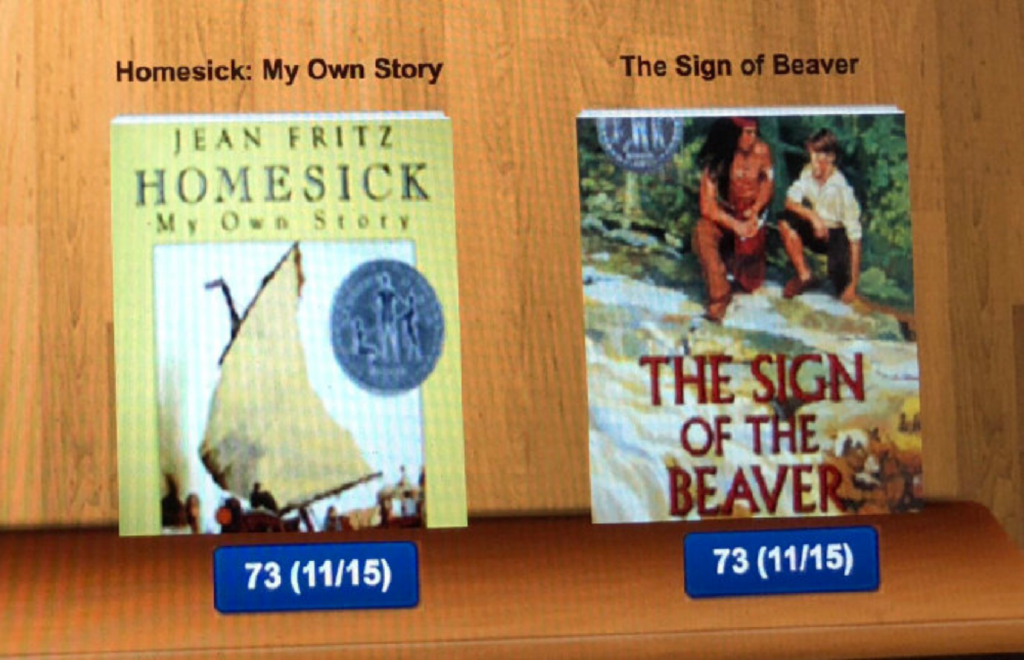 Homesick: My Own Story
The Sign of Beaver
JEAN FRITZ
HOMESICK
My Own Story
THE SIGN
OF THE
BEAVER
73 (11/15)
73 (11/15)